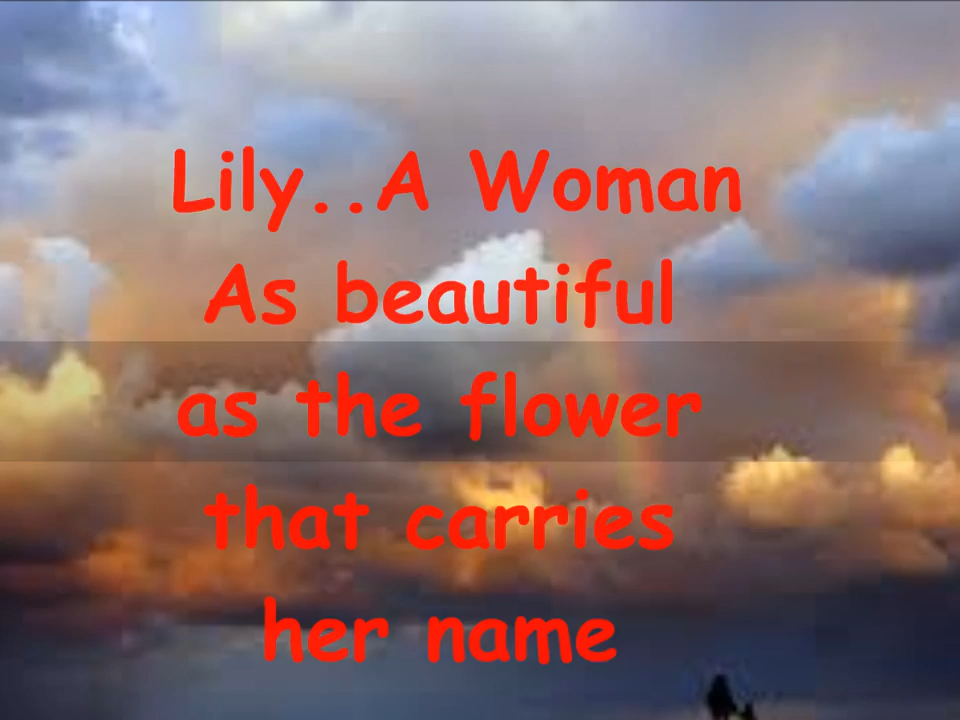 Lily..A Woman
As beautiful
as the flower
that carries
her name